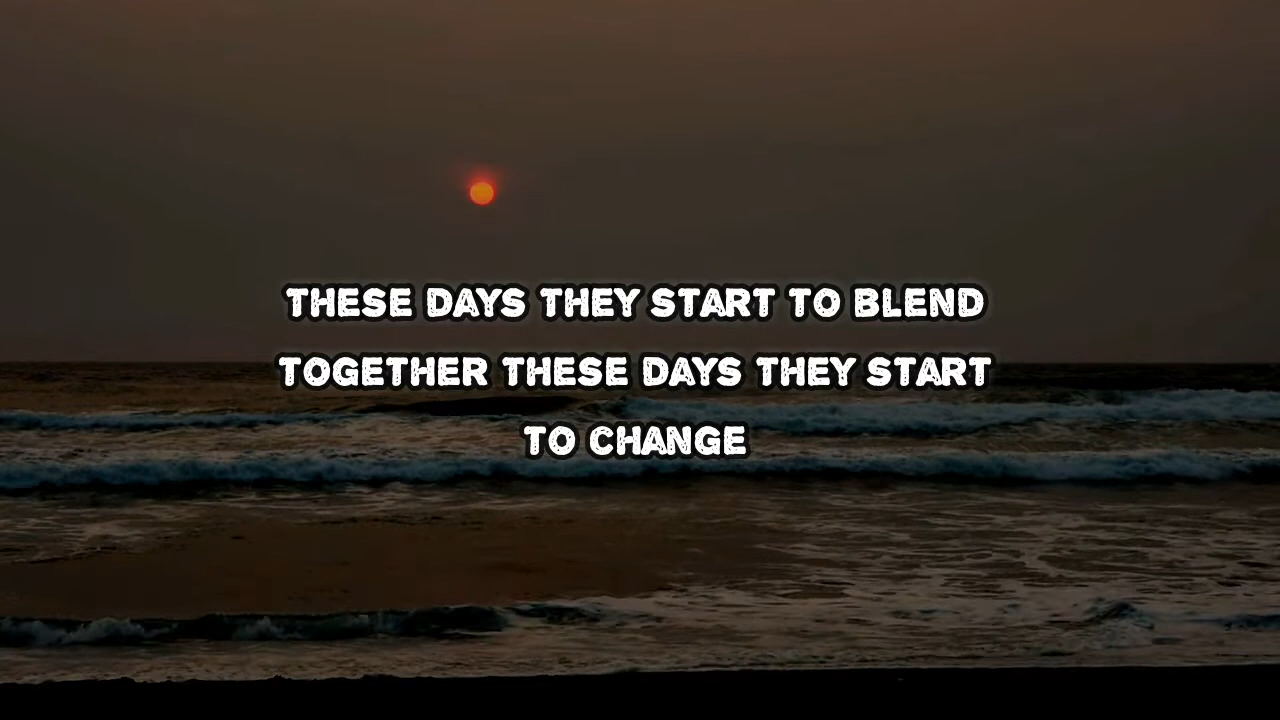 THESE DAYS THEY START TO BLEND
TOGETHER THESE DAYS THEY START
TO CHANGE